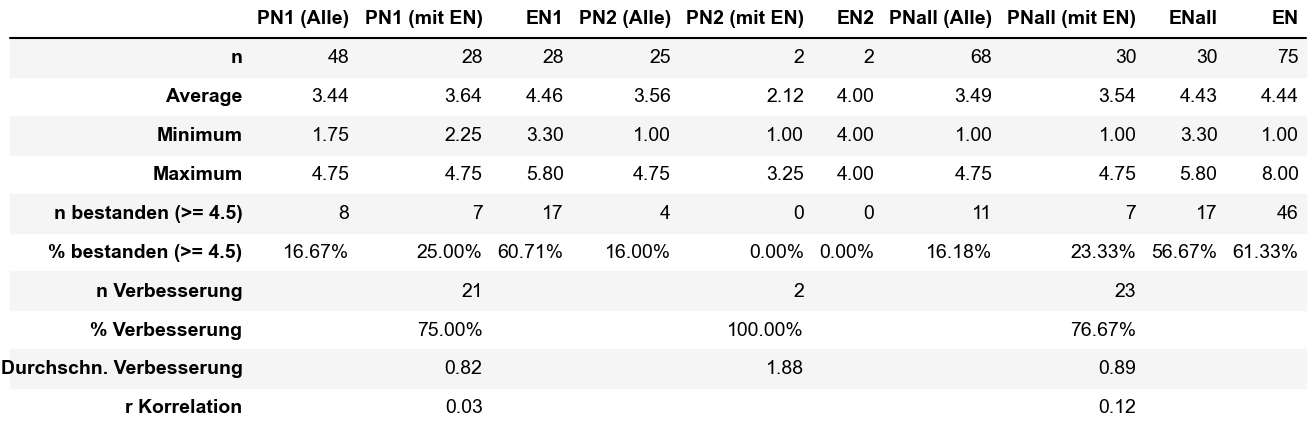 PN1 (Alle) PN1 (mit EN) EN1 PN2 (Alle) PN2 (mit EN) EN2 PNall (Alle) PNall (mit EN) ENall EN
n 48 28 28 25 2 2 68 30 30 75
Average 3.44 3.64 4.46 3.56 2.12 4.00 3.49 3.54 4.43 4.44
Minimum 1.75 2.25 3.30 1.00 1.00 4.00 1.00 1.00 3.30 1.00
Maximum 4.75 4.75 5.80 4.75 3.25 4.00 4.75 4.75 5.80 8.00
n bestanden (>= 4.5) 8 7 17 4 0 0 11 7 17 46
% bestanden (>= 4.5) 16.67% 25.00% 60.71% 16.00% 0.00% 0.00% 16.18% 23.33% 56.67% 61.33%
n Verbesserung 21 2 23
% Verbesserung 75.00% 100.00% 76.67%
Durchschn. Verbesserung 0.82 1.88 0.89
r Korrelation 0.03 0.12